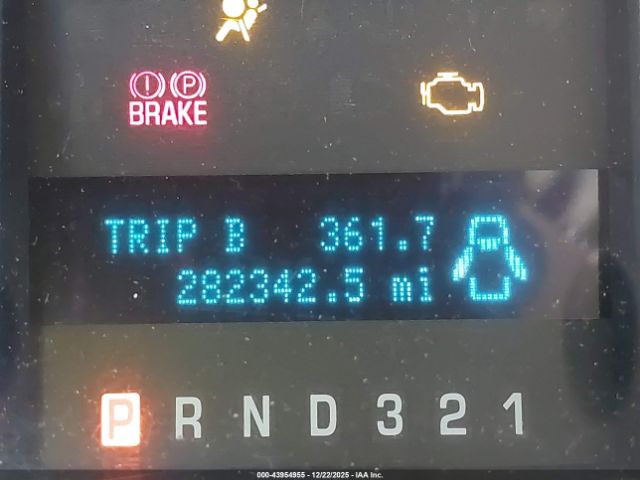 BRAKE
TRIP B 361.7
282342.5 mi
P R N D 3 2 1
000-43954955 - 12/22/2025 - IAA Inc.